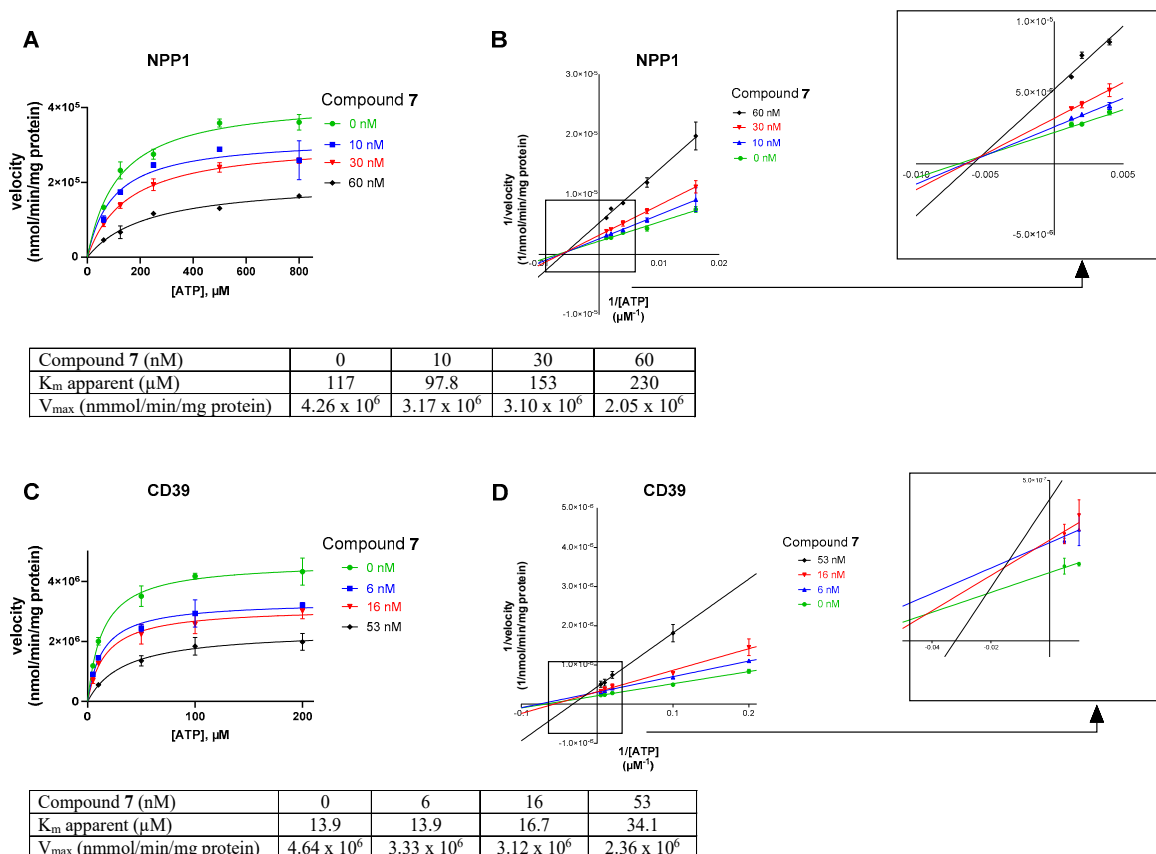 A
NPP1
velocity
(nmol/min/mg protein)
4×10⁵
2×10⁵
0
0 200 400 600 800
[ATP], µM
Compound 7
0 nM
10 nM
30 nM
60 nM
B
NPP1
1/velocity
(1/nmol/min/mg protein)
3.0×10⁻⁵
2.0×10⁻⁵
1.0×10⁻⁵
-1.0×10⁻⁵
0.01 0.02
1/[ATP]
(µM⁻¹)
Compound 7
60 nM
30 nM
10 nM
0 nM
1.0×10⁻⁵
-0.010 -0.005 0.005
-5.0×10⁻⁶
Compound 7 (nM) 0 10 30 60
Kₘ apparent (µM) 117 97.8 153 230
Vmax (nmmol/min/mg protein) 4.26 x 10⁶ 3.17 x 10⁶ 3.10 x 10⁶ 2.05 x 10⁶
C
CD39
velocity
(nmol/min/mg protein)
4×10⁶
2×10⁶
0
0 100 200
[ATP], µM
Compound 7
0 nM
6 nM
16 nM
53 nM
D
CD39
1/velocity
(1/nmol/min/mg protein)
5.0×10⁻⁶
4.0×10⁻⁶
3.0×10⁻⁶
2.0×10⁻⁶
1.0×10⁻⁶
-1.0×10⁻⁶
-0.1 0.1 0.2
1/[ATP]
(µM⁻¹)
Compound 7
53 nM
16 nM
6 nM
0 nM
5.0×10⁻⁷
-0.04 -0.02
Compound 7 (nM) 0 6 16 53
Kₘ apparent (µM) 13.9 13.9 16.7 34.1
Vmax (nmmol/min/mg protein) 4.64 x 10⁶ 3.33 x 10⁶ 3.12 x 10⁶ 2.36 x 10⁶